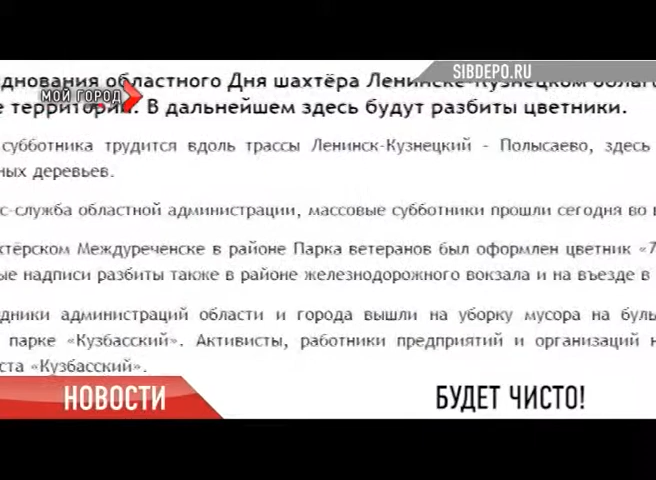 SIBDEPO.RU
днования областного Дня шахтёра Ленинске-Кузнецком
МОЙ ГОРОД
е территории. В дальнейшем здесь будут разбиты цветники.
субботника трудится вдоль трассы Ленинск-Кузнецкий - Полысаево, здесь
ных деревьев.
с-служба областной администрации, массовые субботники прошли сегодня во
хтёрском Междуреченске в районе Парка ветеранов был оформлен цветник «7
ые надписи разбиты также в районе железнодорожного вокзала и на въезде в
дники администраций области и города вышли на уборку мусора на буль
парке «Кузбасский». Активисты, работники предприятий и организаций н
ста «Кузбасский».
НОВОСТИ
БУДЕТ ЧИСТО!